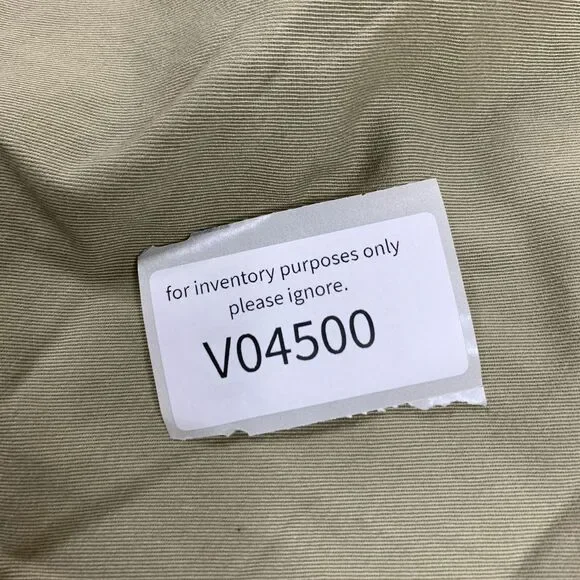 for inventory purposes only
please ignore.
V04500